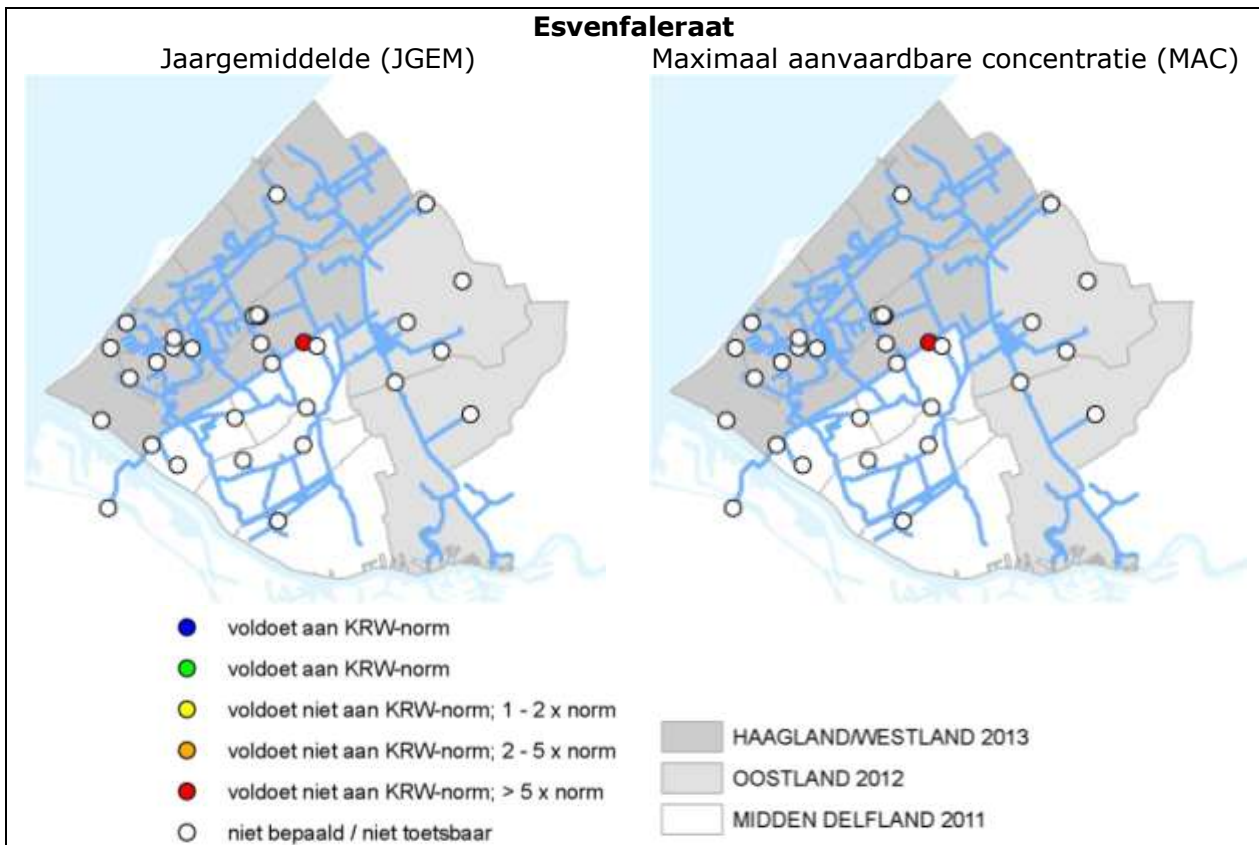 Esvenfaleraat
Jaargemiddelde (JGEM)
Maximaal aanvaardbare concentratie (MAC)
voldoet aan KRW-norm
voldoet aan KRW-norm
voldoet niet aan KRW-norm; 1 - 2 x norm
voldoet niet aan KRW-norm; 2 - 5 x norm
voldoet niet aan KRW-norm; > 5 x norm
niet bepaald / niet toetsbaar
HAAGLAND/WESTLAND 2013
OOSTLAND 2012
MIDDEN DELFLAND 2011